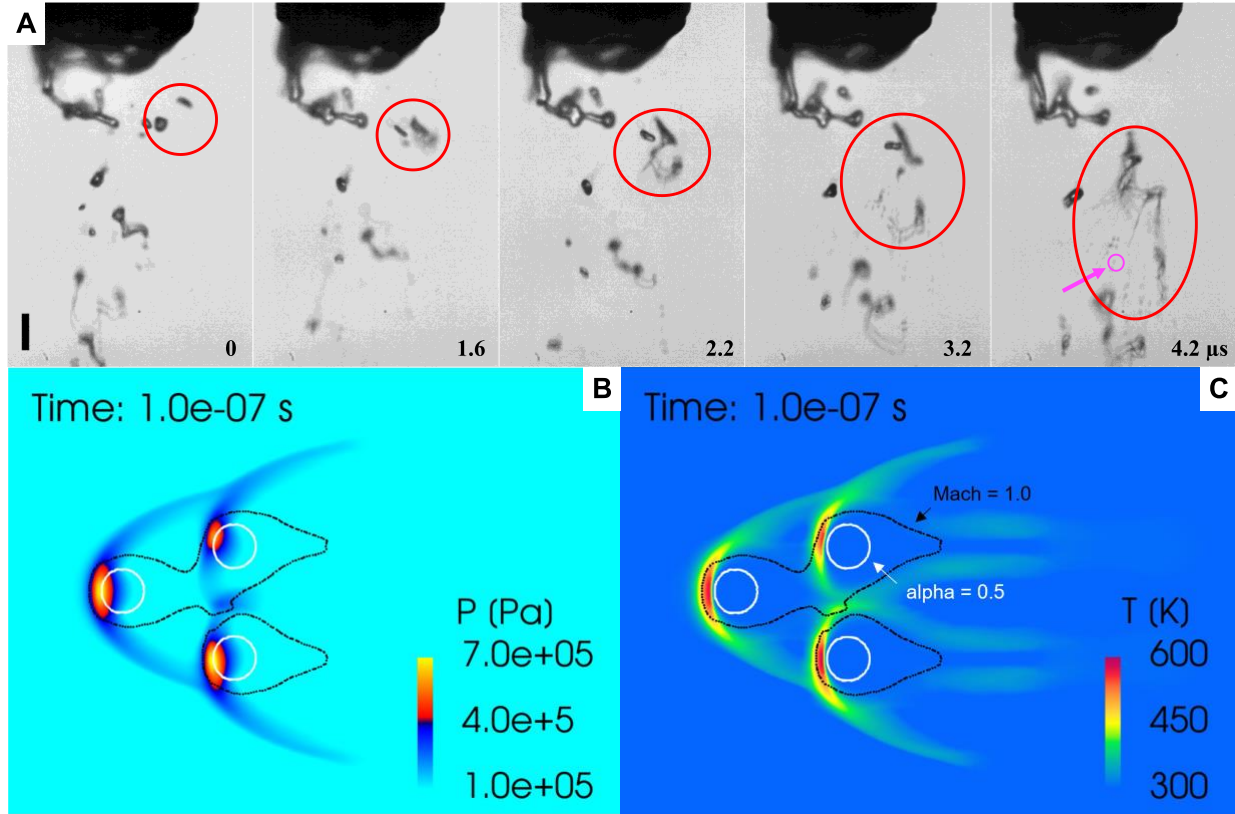 A
0
1.6
2.2
3.2
4.2 µs
Time: 1.0e-07 s
B
P (Pa)
7.0e+05
4.0e+5
1.0e+05
Time: 1.0e-07 s
C
Mach = 1.0
alpha = 0.5
T (K)
600
450
300